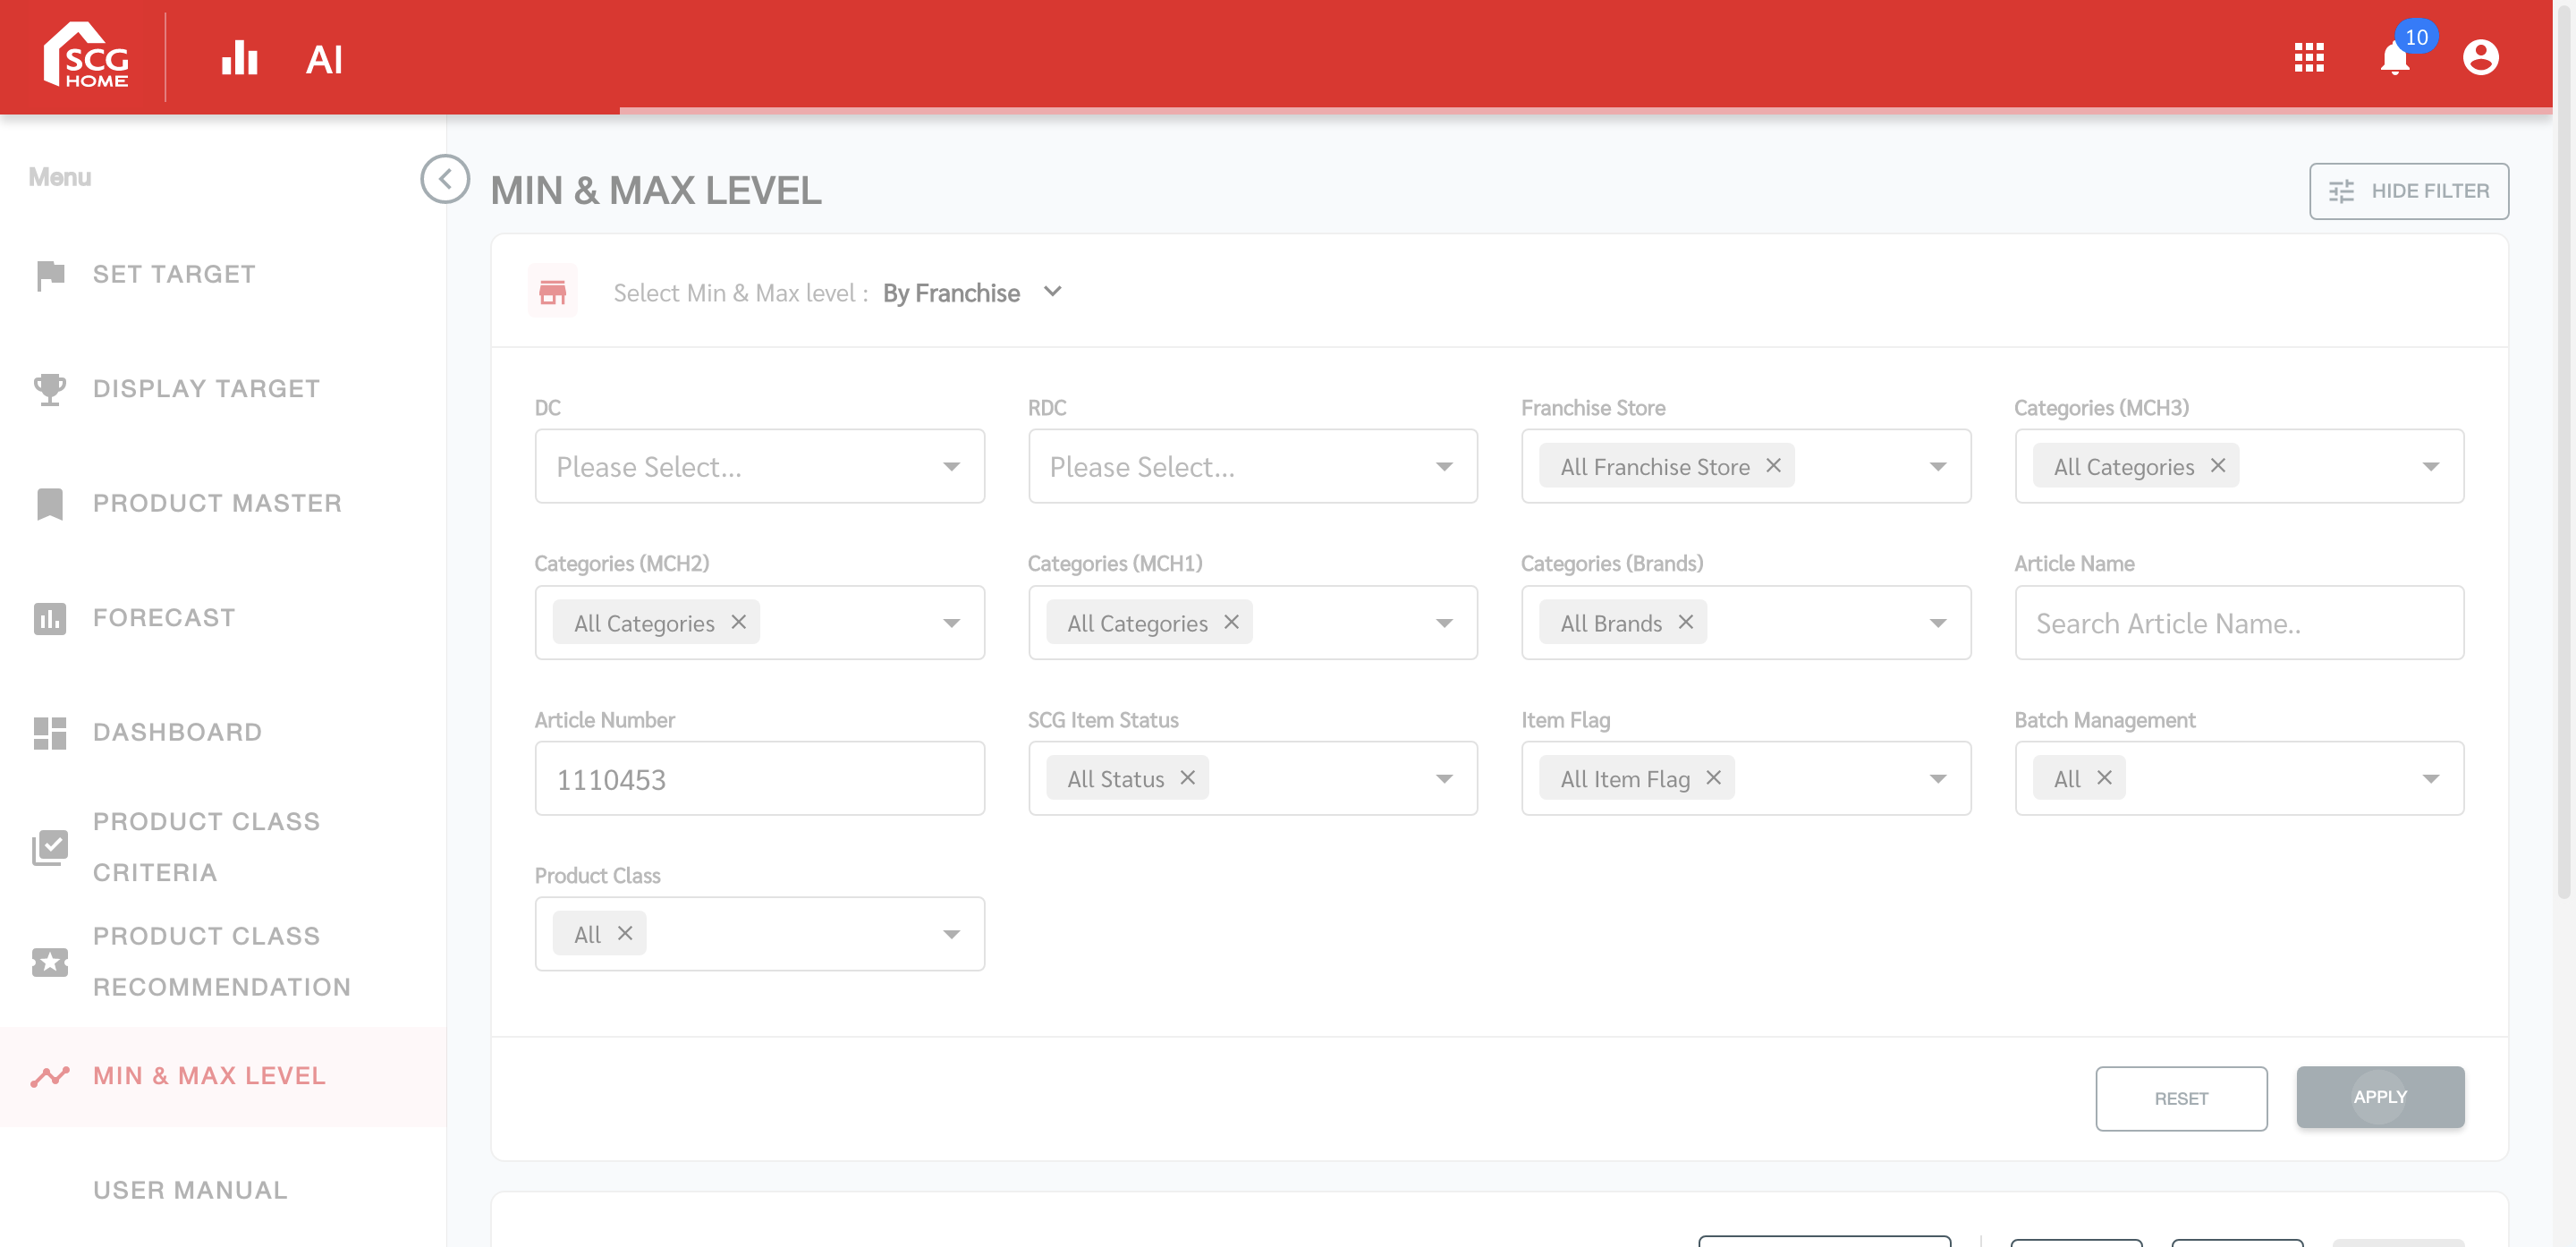 SCG
HOME
AI
10
Menu
MIN & MAX LEVEL
HIDE FILTER
SET TARGET
DISPLAY TARGET
PRODUCT MASTER
FORECAST
DASHBOARD
PRODUCT CLASS
CRITERIA
PRODUCT CLASS
RECOMMENDATION
MIN & MAX LEVEL
USER MANUAL
Select Min & Max level : By Franchise
DC
RDC
Franchise Store
Categories (MCH3)
Please Select...
Please Select...
All Franchise Store
All Categories
Categories (MCH2)
Categories (MCH1)
Categories (Brands)
Article Name
All Categories
All Categories
All Brands
Search Article Name..
Article Number
SCG Item Status
Item Flag
Batch Management
1110453
All Status
All Item Flag
All
Product Class
All
RESET
APPLY